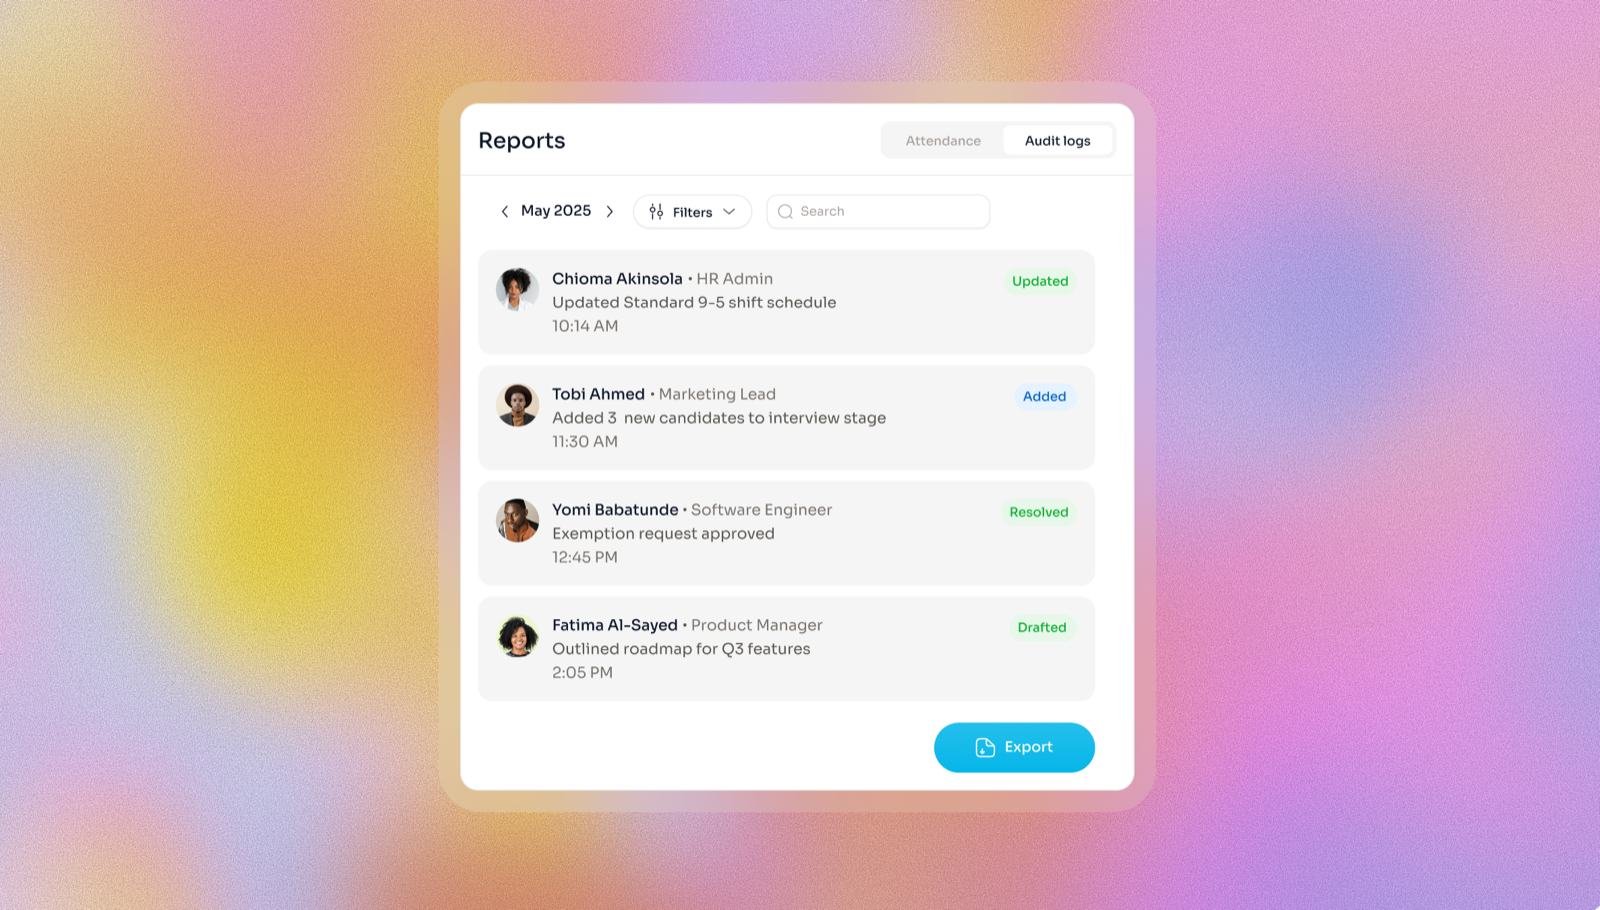 Reports
Attendance
Audit logs
May 2025
Filters
Search
Chioma Akinsola • HR Admin
Updated
Updated Standard 9-5 shift schedule
10:14 AM
Tobi Ahmed • Marketing Lead
Added
Added 3  new candidates to interview stage
11:30 AM
Yomi Babatunde • Software Engineer
Resolved
Exemption request approved
12:45 PM
Fatima Al-Sayed • Product Manager
Drafted
Outlined roadmap for Q3 features
2:05 PM
Export